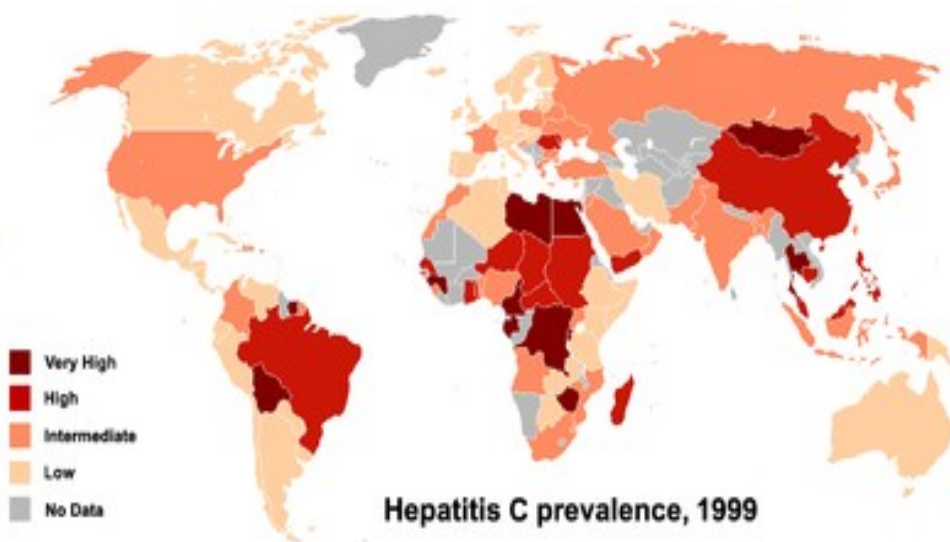 Very High
High
Intermediate
Low
No Data
Hepatitis C prevalence, 1999